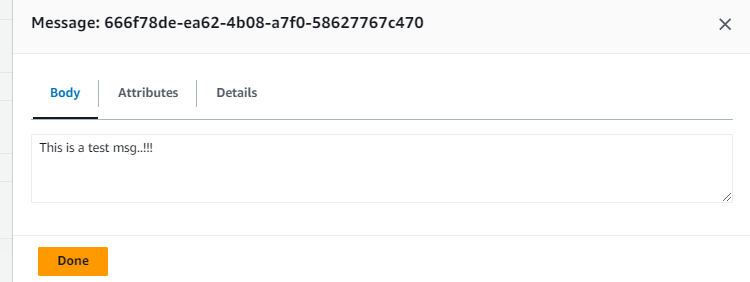 Message: 666f78de-ea62-4b08-a7f0-58627767c470
Body Attributes Details
This is a test msg..!!!
Done